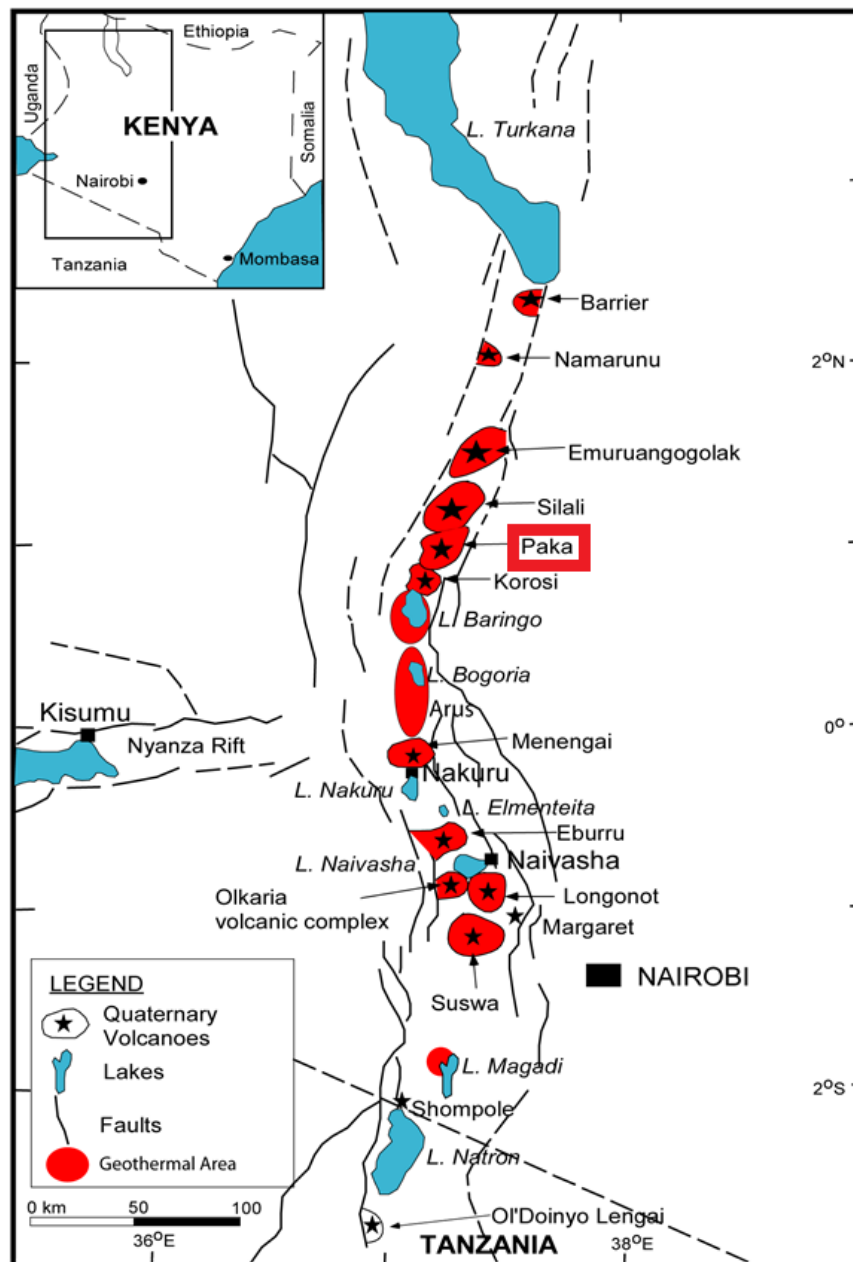 Ethiopia
Uganda
KENYA
Somalia
Nairobi
Tanzania
Mombasa
L. Turkana
Barrier
Namarunu
2°N
Emuruangogolak
Silali
Paka
Korosi
L. Baringo
L. Bogoria
Arus
Kisumu
0°
Nyanza Rift
Menengai
Nakuru
L. Nakuru
L. Elmenteita
Eburru
L. Naivasha
Naivasha
Olkaria
volcanic complex
Longonot
Margaret
NAIROBI
Suswa
LEGEND
Quaternary
Volcanoes
Lakes
Faults
Geothermal Area
0 km 50 100
36°E
L. Magadi
2°S
Shompole
L. Natron
Ol'Doinyo Lengai
TANZANIA
38°E